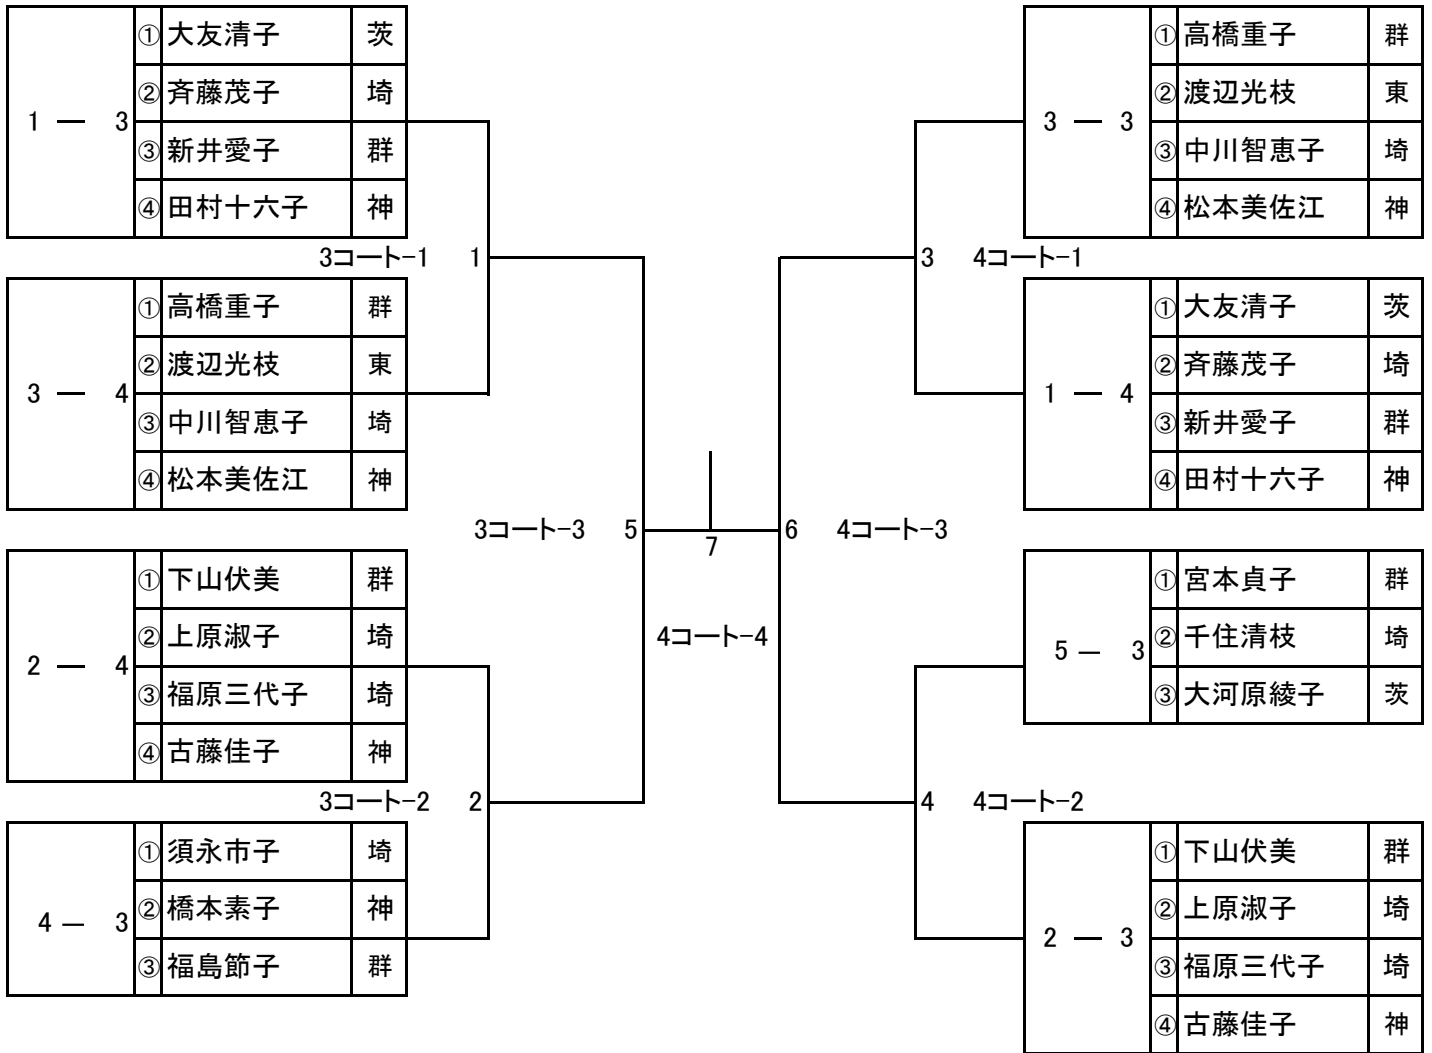 1 ー 3
① 大友清子 茨
② 斉藤茂子 埼
③ 新井愛子 群
④ 田村十六子 神
3コート-1 1
3 ー 4
① 高橋重子 群
② 渡辺光枝 東
③ 中川智恵子 埼
④ 松本美佐江 神
3コート-3 5
2 ー 4
① 下山伏美 群
② 上原淑子 埼
③ 福原三代子 埼
④ 古藤佳子 神
3コート-2 2
4 ― 3
① 須永市子 埼
② 橋本素子 神
③ 福島節子 群
7
4コート-4
3 ー 3
① 高橋重子 群
② 渡辺光枝 東
③ 中川智恵子 埼
④ 松本美佐江 神
3 4コート-1
1 ー 4
① 大友清子 茨
② 斉藤茂子 埼
③ 新井愛子 群
④ 田村十六子 神
6 4コート-3
5 ― 3
① 宮本貞子 群
② 千住清枝 埼
③ 大河原綾子 茨
4 4コート-2
2 ー 3
① 下山伏美 群
② 上原淑子 埼
③ 福原三代子 埼
④ 古藤佳子 神